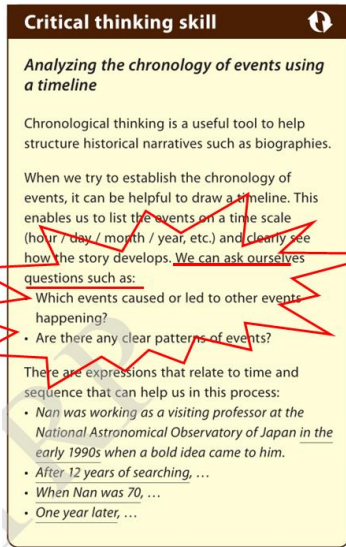 Critical thinking skill
Analyzing the chronology of events using
a timeline
Chronological thinking is a useful tool to help
structure historical narratives such as biographies.
When we try to establish the chronology of
events, it can be helpful to draw a timeline. This
enables us to list the events on a time scale
(hour / day / month / year, etc.) and clearly see
how the story develops. We can ask ourselves
questions such as:
• Which events caused or led to other events
happening?
• Are there any clear patterns of events?
There are expressions that relate to time and
sequence that can help us in this process:
• Nan was working as a visiting professor at the
National Astronomical Observatory of Japan in the
early 1990s when a bold idea came to him.
• After 12 years of searching, …
• When Nan was 70, …
• One year later, …